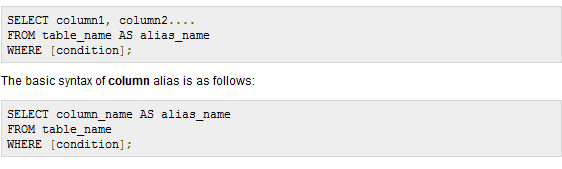 SELECT column1, column2....
FROM table_name AS alias_name
WHERE [condition];
The basic syntax of column alias is as follows:
SELECT column_name AS alias_name
FROM table_name
WHERE [condition];